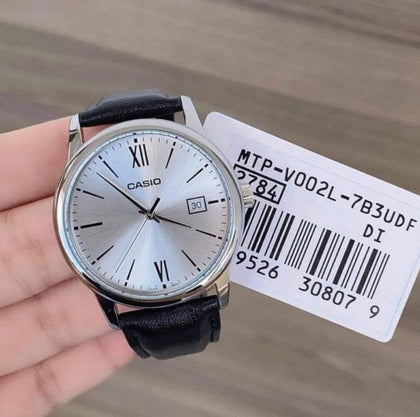 XII
CASIO
30
VI
MTP-V002L-7B3UDF
2784
DI
9526 30807 9